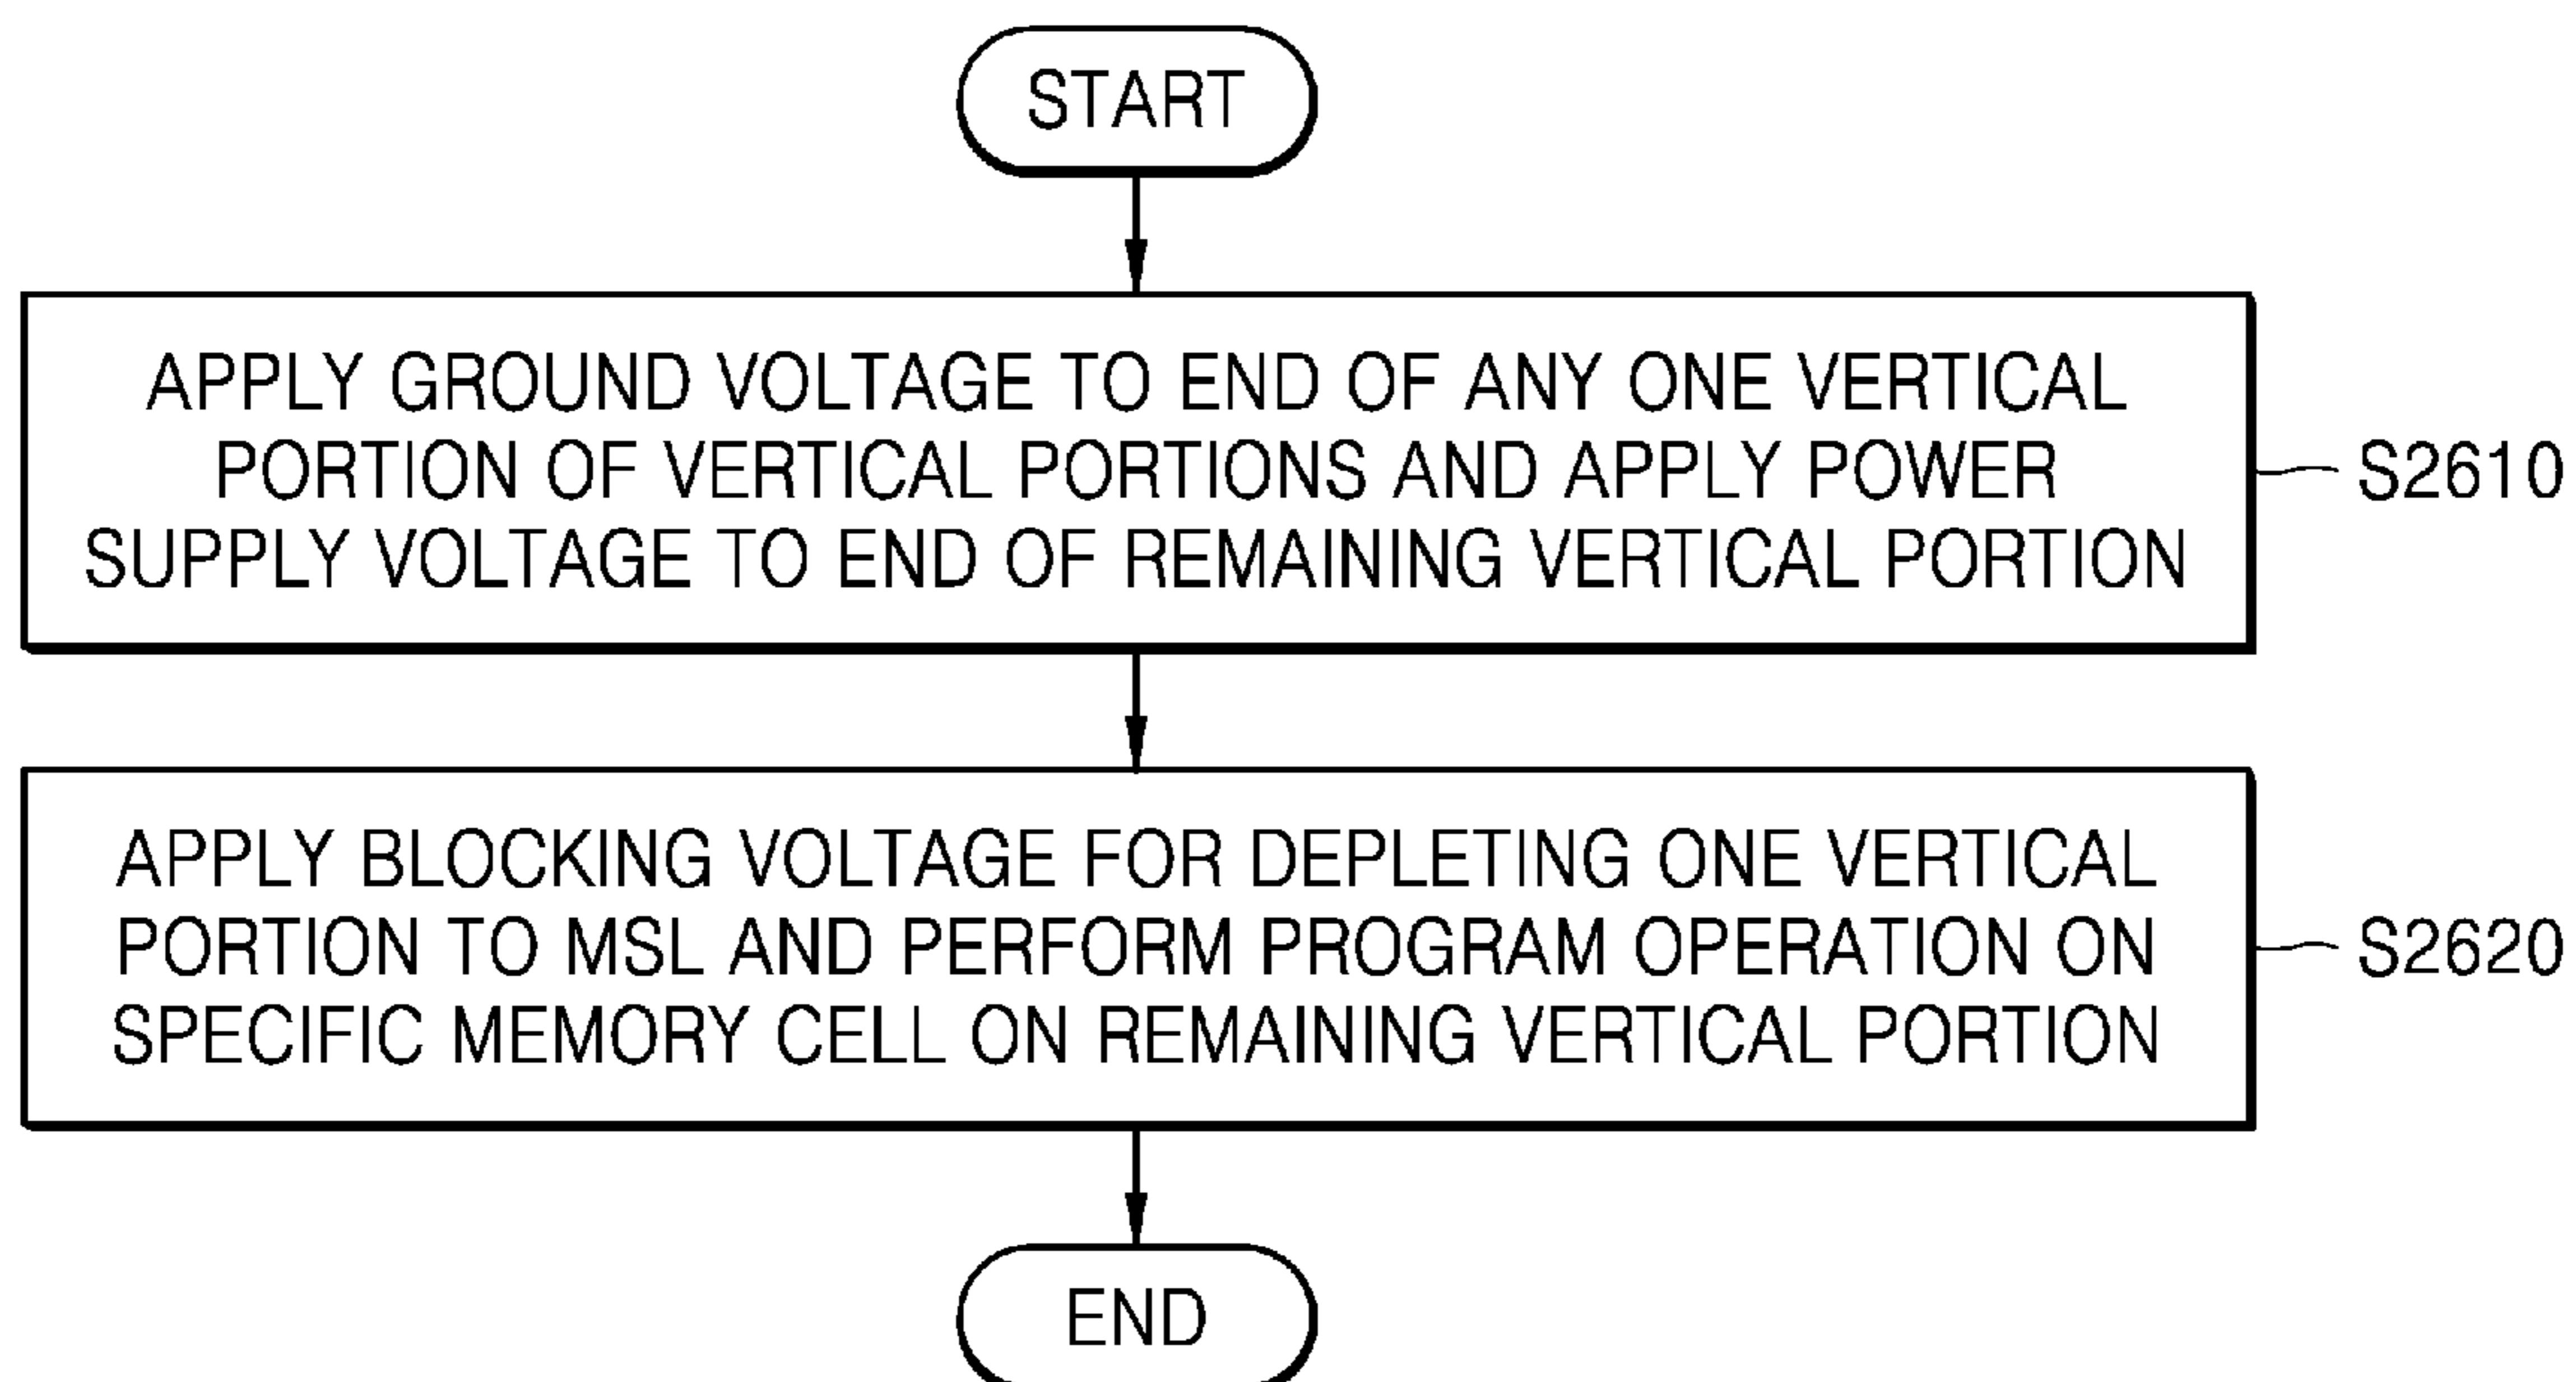 START
APPLY GROUND VOLTAGE TO END OF ANY ONE VERTICAL
PORTION OF VERTICAL PORTIONS AND APPLY POWER
SUPPLY VOLTAGE TO END OF REMAINING VERTICAL PORTION
S2610
APPLY BLOCKING VOLTAGE FOR DEPLETING ONE VERTICAL
PORTION TO MSL AND PERFORM PROGRAM OPERATION ON
SPECIFIC MEMORY CELL ON REMAINING VERTICAL PORTION
S2620
END